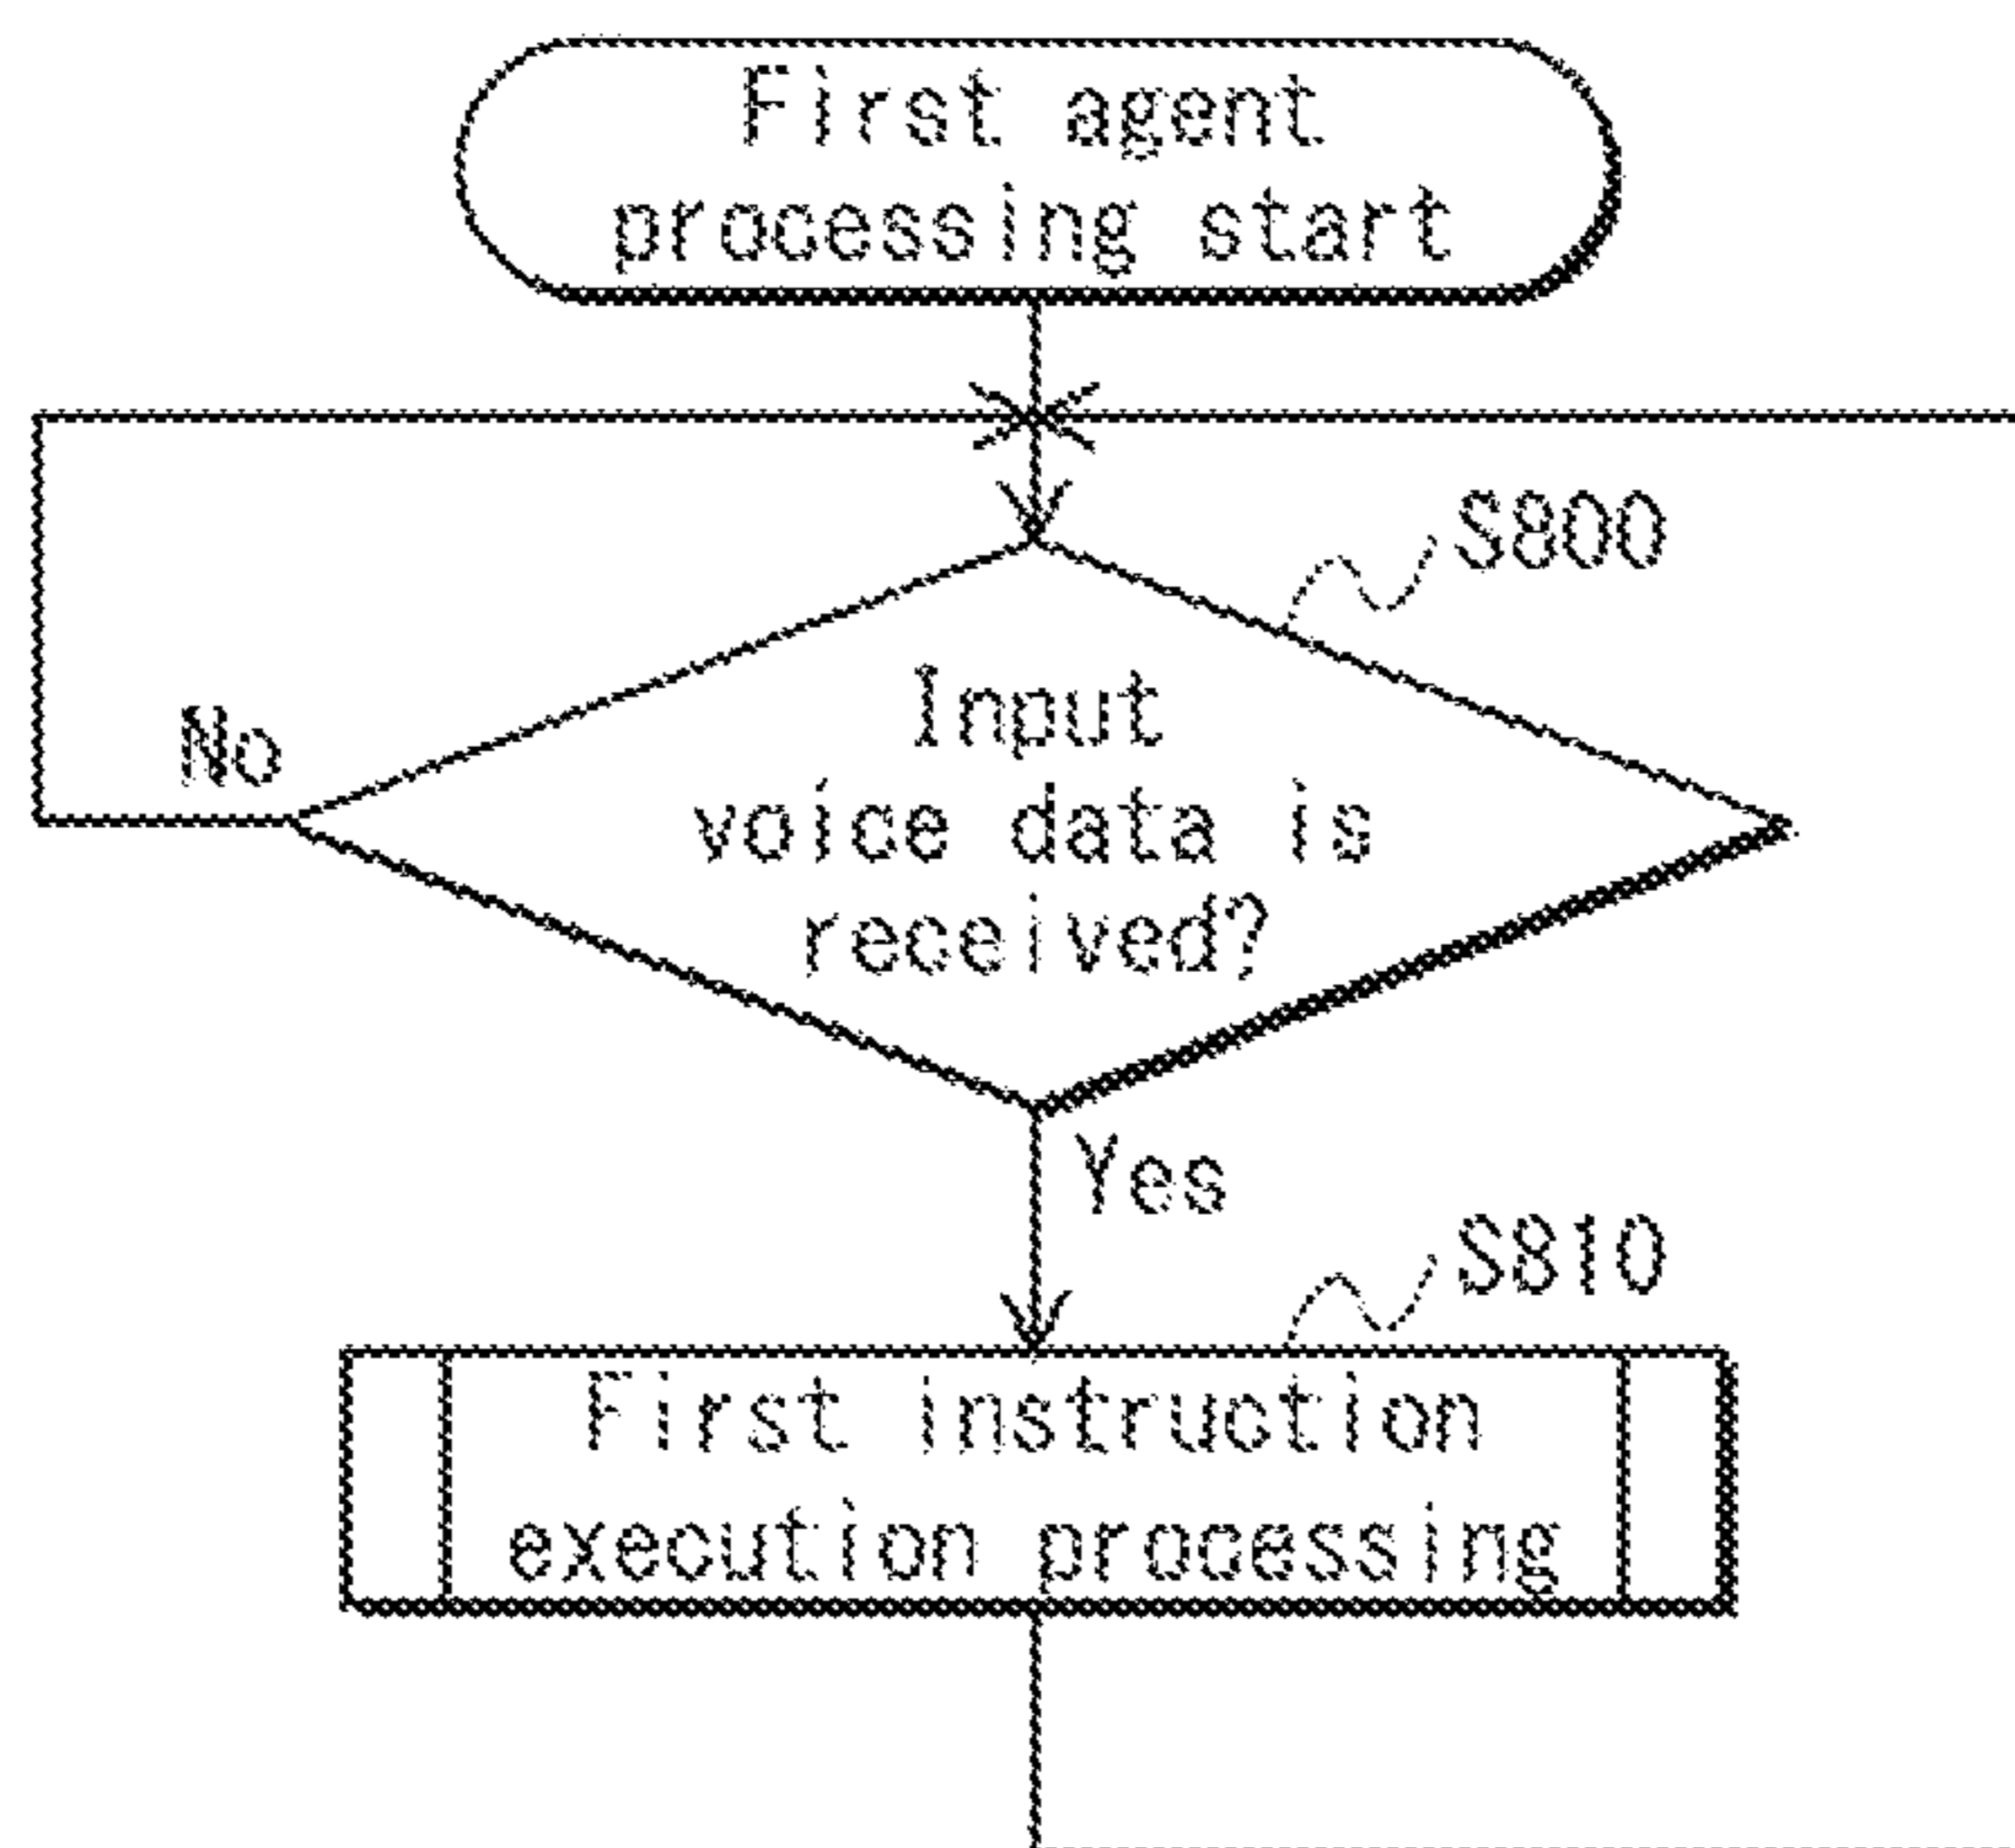 First agent
processing start
S800
Input
voice data is
received?
No
Yes
S810
First instruction
execution processing